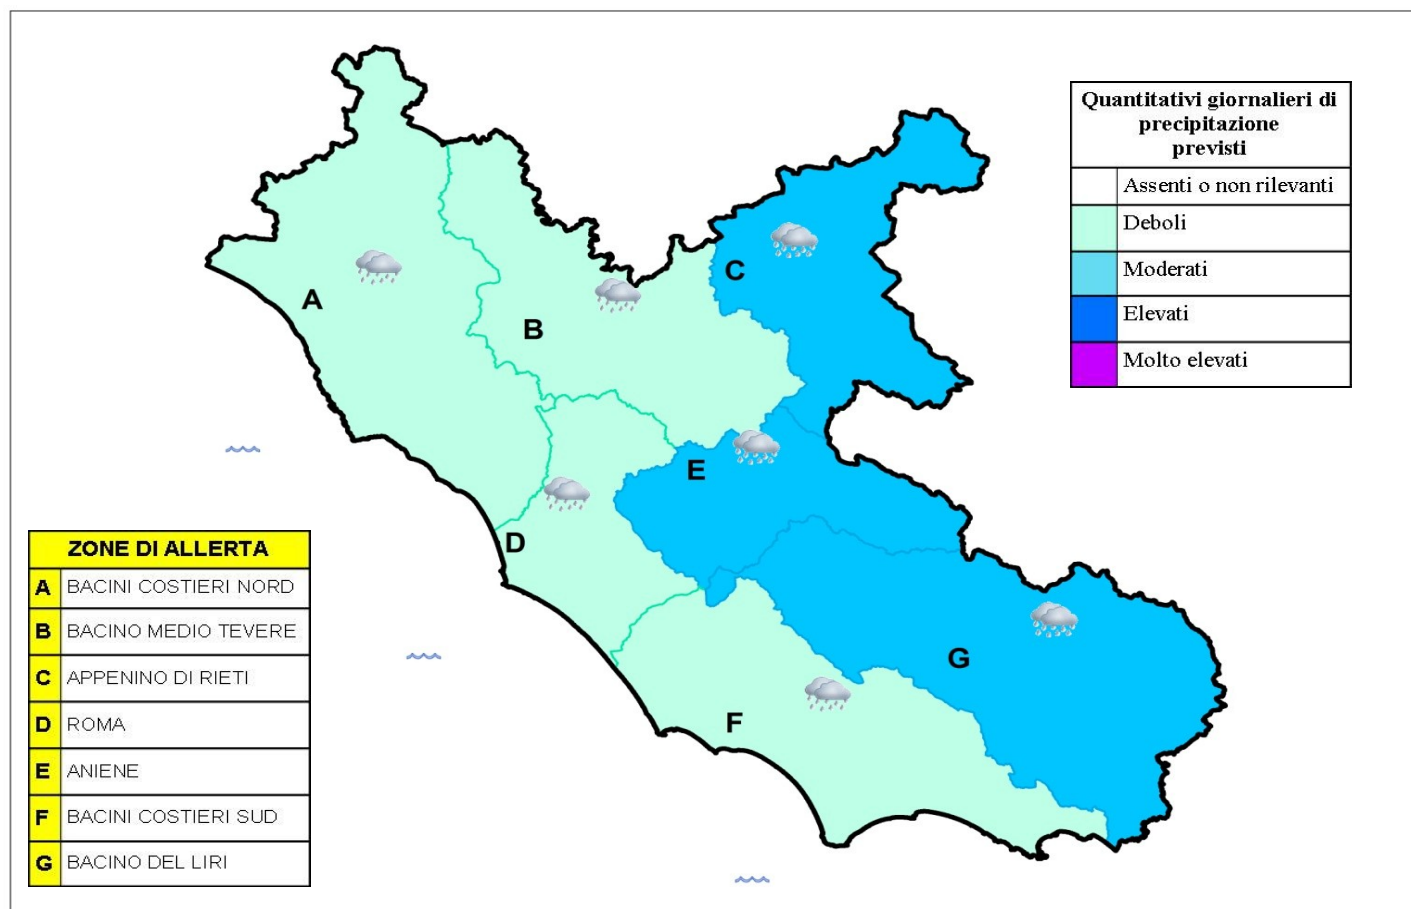 Quantitativi giornalieri di
precipitazione
previsti
Assenti o non rilevanti
Deboli
Moderati
Elevati
Molto elevati
C
A
B
E
D
G
F
ZONE DI ALLERTA
A BACINI COSTIERI NORD
B BACINO MEDIO TEVERE
C APPENINO DI RIETI
D ROMA
E ANIENE
F BACINI COSTIERI SUD
G BACINO DEL LIRI